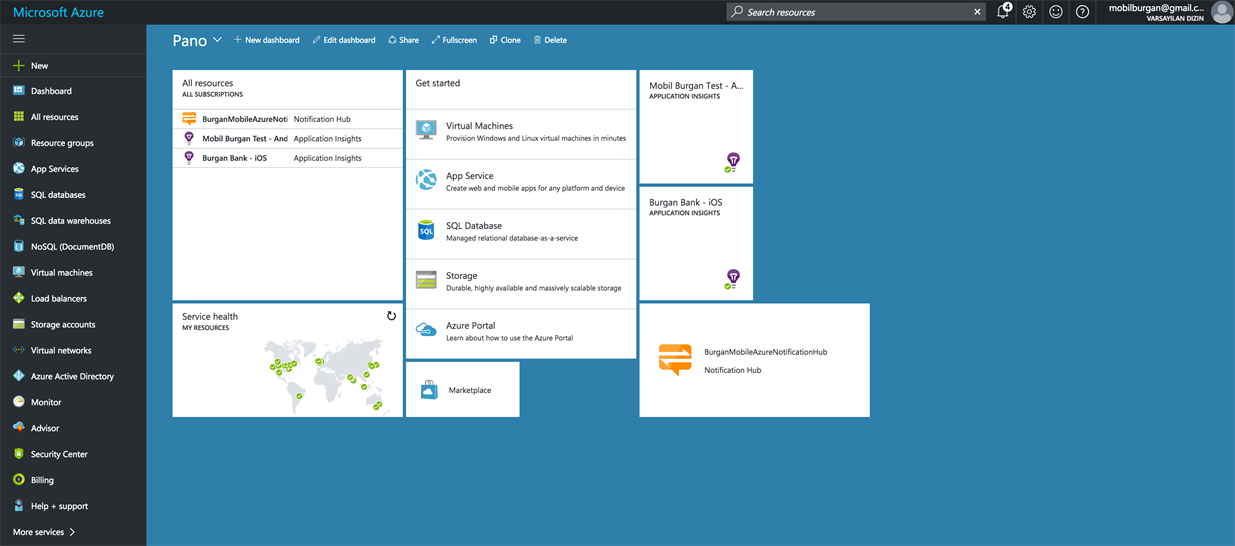 Microsoft Azure
Search resources
4
mobilburgan@gmail.c...
VARSAYILAN DIZIN
Pano
New dashboard
Edit dashboard
Share
Fullscreen
Clone
Delete
New
Dashboard
All resources
Resource groups
App Services
SQL databases
SQL data warehouses
NoSQL (DocumentDB)
Virtual machines
Load balancers
Storage accounts
Virtual networks
Azure Active Directory
Monitor
Advisor
Security Center
Billing
Help + support
More services
All resources
ALL SUBSCRIPTIONS
BurganMobileAzureNoti Notification Hub
Mobil Burgan Test - And Application Insights
Burgan Bank - iOS Application Insights
Service health
MY RESOURCES
Get started
Virtual Machines
Provision Windows and Linux virtual machines in minutes
App Service
Create web and mobile apps for any platform and device
SQL
SQL Database
Managed relational database-as-a-service
Storage
Durable, highly available and massively scalable storage
Azure Portal
Learn about how to use the Azure Portal
Marketplace
Mobil Burgan Test - A...
APPLICATION INSIGHTS
Burgan Bank - iOS
APPLICATION INSIGHTS
BurganMobileAzureNotificationHub
Notification Hub